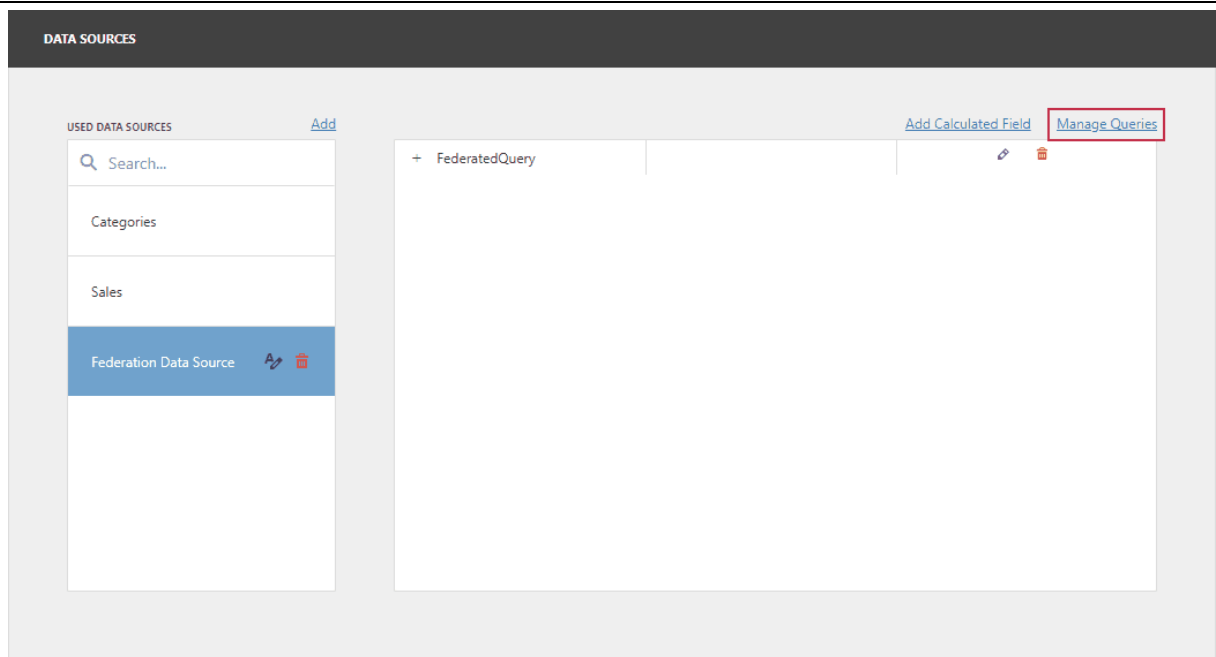 DATA SOURCES
USED DATA SOURCES Add
Add Calculated Field Manage Queries
Search...
+ FederatedQuery
Categories
Sales
Federation Data Source